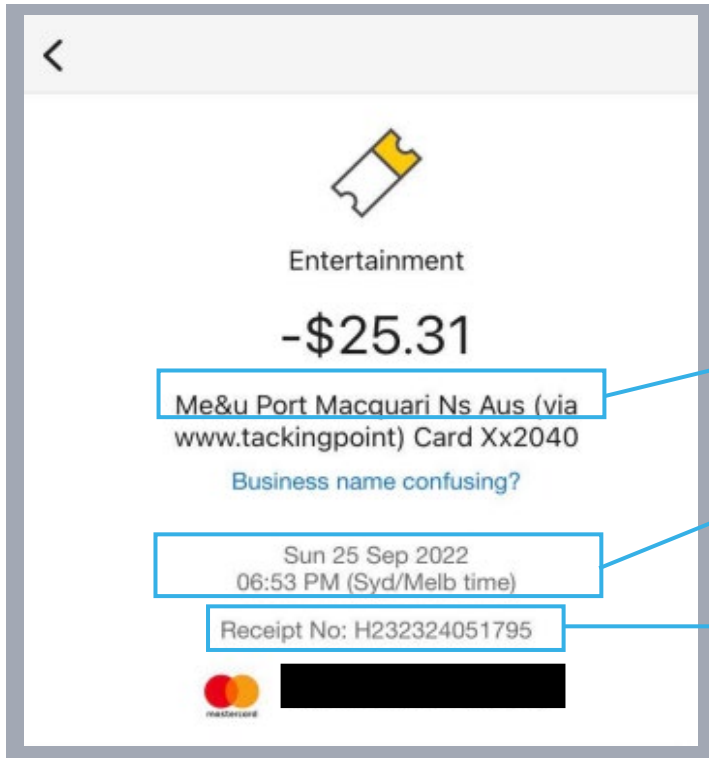 Entertainment
-$25.31
Me&u Port Macquari Ns Aus (via
www.tackingpoint) Card Xx2040
Business name confusing?
Sun 25 Sep 2022
06:53 PM (Syd/Melb time)
Receipt No: H232324051795
mastercard